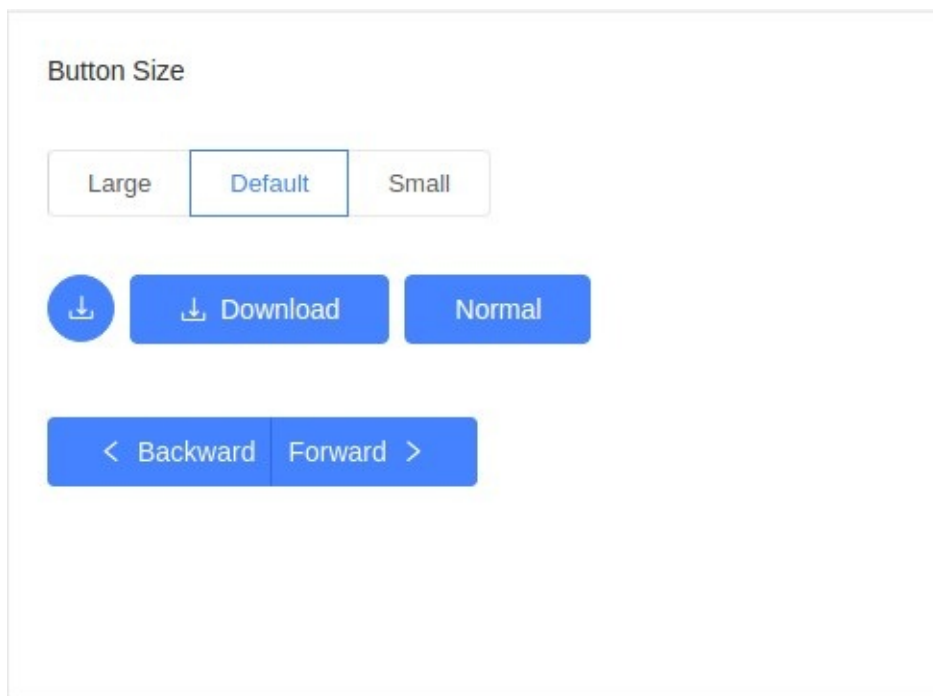 Button Size
Large Default Small
Download Normal
Backward Forward